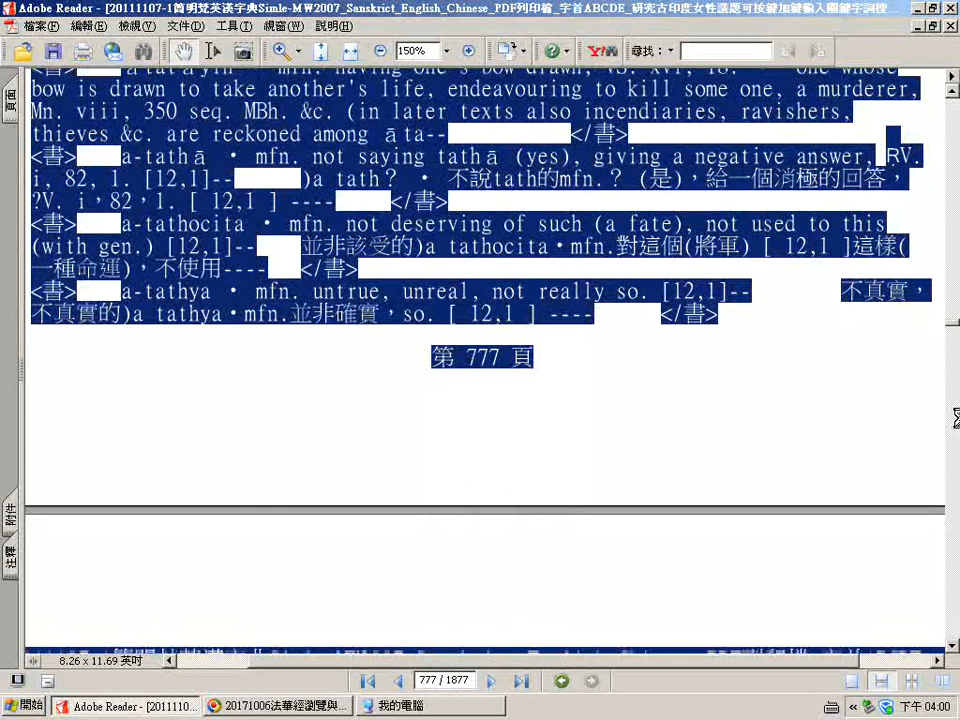 Adobe Reader - [20111107-1簡明梵英漢字典Simle-MW2007_Sanskrict_English_Chinese_PDF列印檔_字首ABCDE_研究古印度女性議題可按鍵加鍵輸入關鍵字詞搜...
檔案(F) 編輯(E) 檢視(V) 文件(D) 工具(T) 視窗(W) 說明(H)
150% 尋找:
頁面
bow is drawn to take another's life, endeavouring to kill some one, a murderer,
Mn. viii, 350 seq. MBh. &c. (in later texts also incendiaries, ravishers,
thieves &c. are reckoned among āta-- </書>
<書> a-tathā • mfn. not saying tathā (yes), giving a negative answer, RV.
i, 82, 1. [12,1]-- )a tath? • 不說tath的mfn.? (是)，給一個消極的回答，
?V. i，82，1. [ 12,1 ] ---- </書>
<書> a-tathocita • mfn. not deserving of such (a fate), not used to this
(with gen.) [12,1]-- 並非該受的)a tathocita•mfn.對這個(將軍) [ 12,1 ]這樣(
一種命運)，不使用---- </書>
<書> a-tathya • mfn. untrue, unreal, not really so. [12,1]-- 不真實，
不真實的)a tathya•mfn.並非確實，so. [ 12,1 ] ---- </書>
第 777 頁
附件
注釋
8.26 x 11.69 英吋
777 / 1877
開始 Adobe Reader - [2011110... 20171006法華經瀏覽與... 我的電腦 下午 04:00